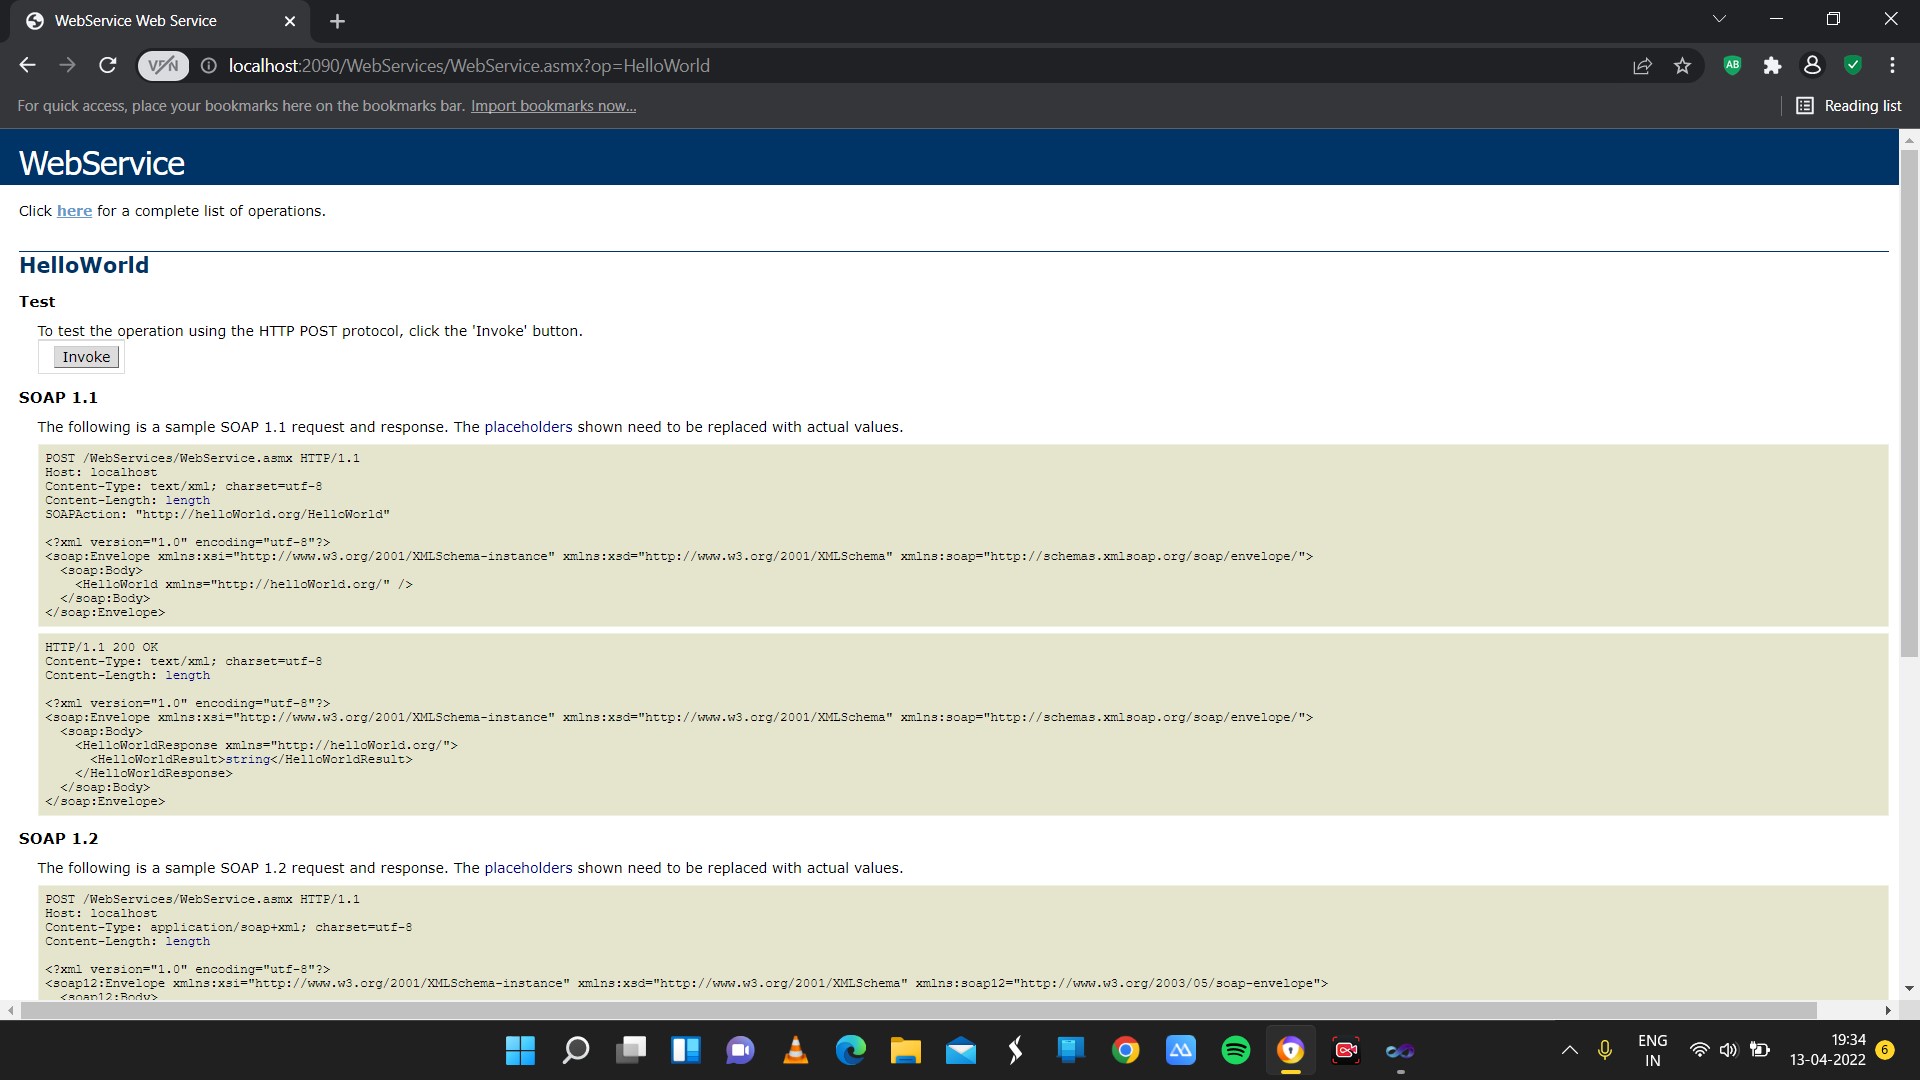 WebService Web Service
VPN
localhost:2090/WebServices/WebService.asmx?op=HelloWorld
AB
For quick access, place your bookmarks here on the bookmarks bar. Import bookmarks now...
Reading list
WebService
Click here for a complete list of operations.
HelloWorld
Test
To test the operation using the HTTP POST protocol, click the 'Invoke' button.
Invoke
SOAP 1.1
The following is a sample SOAP 1.1 request and response. The placeholders shown need to be replaced with actual values.
POST /WebServices/WebService.asmx HTTP/1.1
Host: localhost
Content-Type: text/xml; charset=utf-8
Content-Length: length
SOAPAction: "http://helloWorld.org/HelloWorld"
<?xml version="1.0" encoding="utf-8"?>
<soap:Envelope xmlns:xsi="http://www.w3.org/2001/XMLSchema-instance" xmlns:xsd="http://www.w3.org/2001/XMLSchema" xmlns:soap="http://schemas.xmlsoap.org/soap/envelope/">
<soap:Body>
<HelloWorld xmlns="http://helloWorld.org/" />
</soap:Body>
</soap:Envelope>
HTTP/1.1 200 OK
Content-Type: text/xml; charset=utf-8
Content-Length: length
<?xml version="1.0" encoding="utf-8"?>
<soap:Envelope xmlns:xsi="http://www.w3.org/2001/XMLSchema-instance" xmlns:xsd="http://www.w3.org/2001/XMLSchema" xmlns:soap="http://schemas.xmlsoap.org/soap/envelope/">
<soap:Body>
<HelloWorldResponse xmlns="http://helloWorld.org/">
<HelloWorldResult>string</HelloWorldResult>
</HelloWorldResponse>
</soap:Body>
</soap:Envelope>
SOAP 1.2
The following is a sample SOAP 1.2 request and response. The placeholders shown need to be replaced with actual values.
POST /WebServices/WebService.asmx HTTP/1.1
Host: localhost
Content-Type: application/soap+xml; charset=utf-8
Content-Length: length
<?xml version="1.0" encoding="utf-8"?>
<soap12:Envelope xmlns:xsi="http://www.w3.org/2001/XMLSchema-instance" xmlns:xsd="http://www.w3.org/2001/XMLSchema" xmlns:soap12="http://www.w3.org/2003/05/soap-envelope">
<soap12:Body>
ENG
IN
19:34
13-04-2022
6